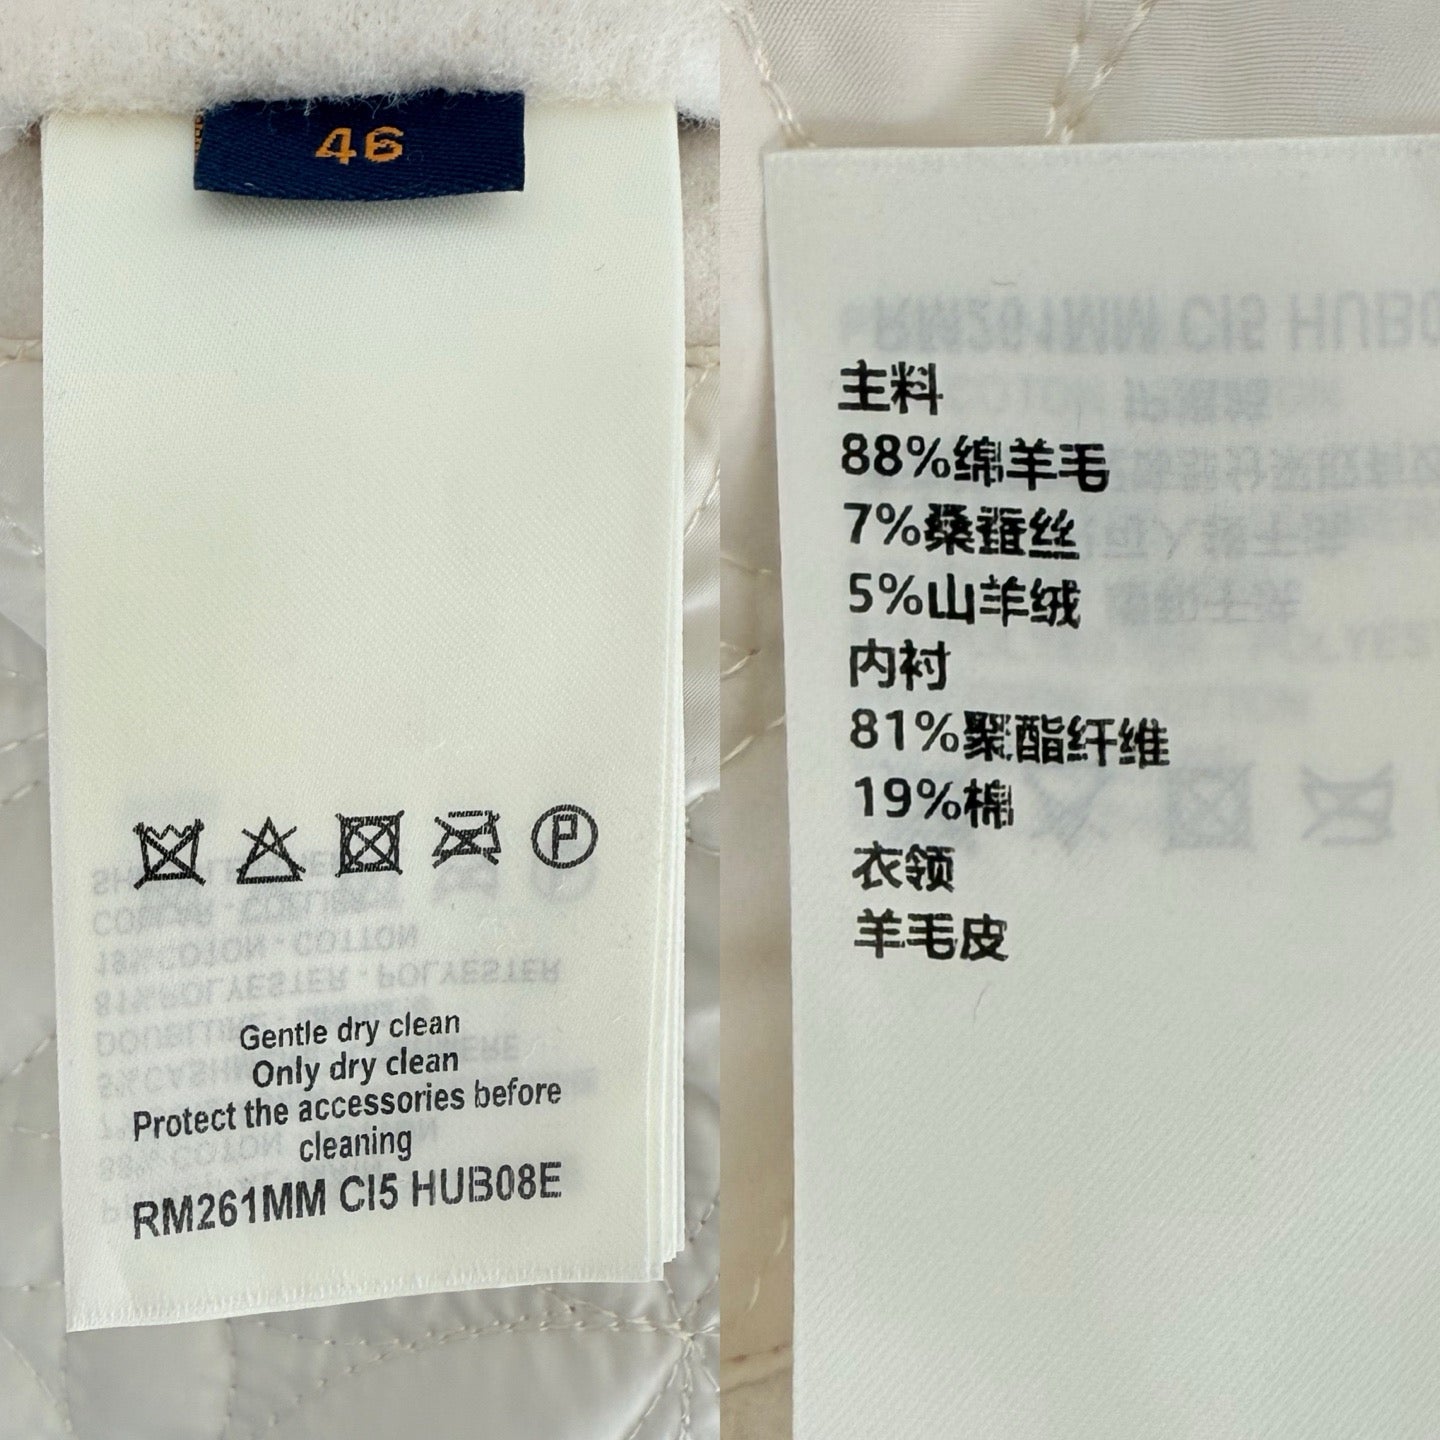 46
Gentle dry clean
Only dry clean
Protect the accessories before
cleaning
RM261MM CI5 HUB08E
主料
88%绵羊毛
7%桑蚕丝
5%山羊绒
内衬
81%聚酯纤维
19%棉
衣领
羊毛皮